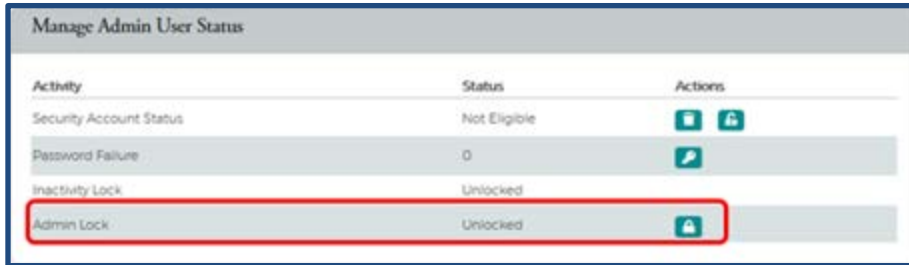 Manage Admin User Status
Activity Status Actions
Security Account Status Not Eligible
Password Failure 0
Inactivity Lock Unlocked
Admin Lock Unlocked